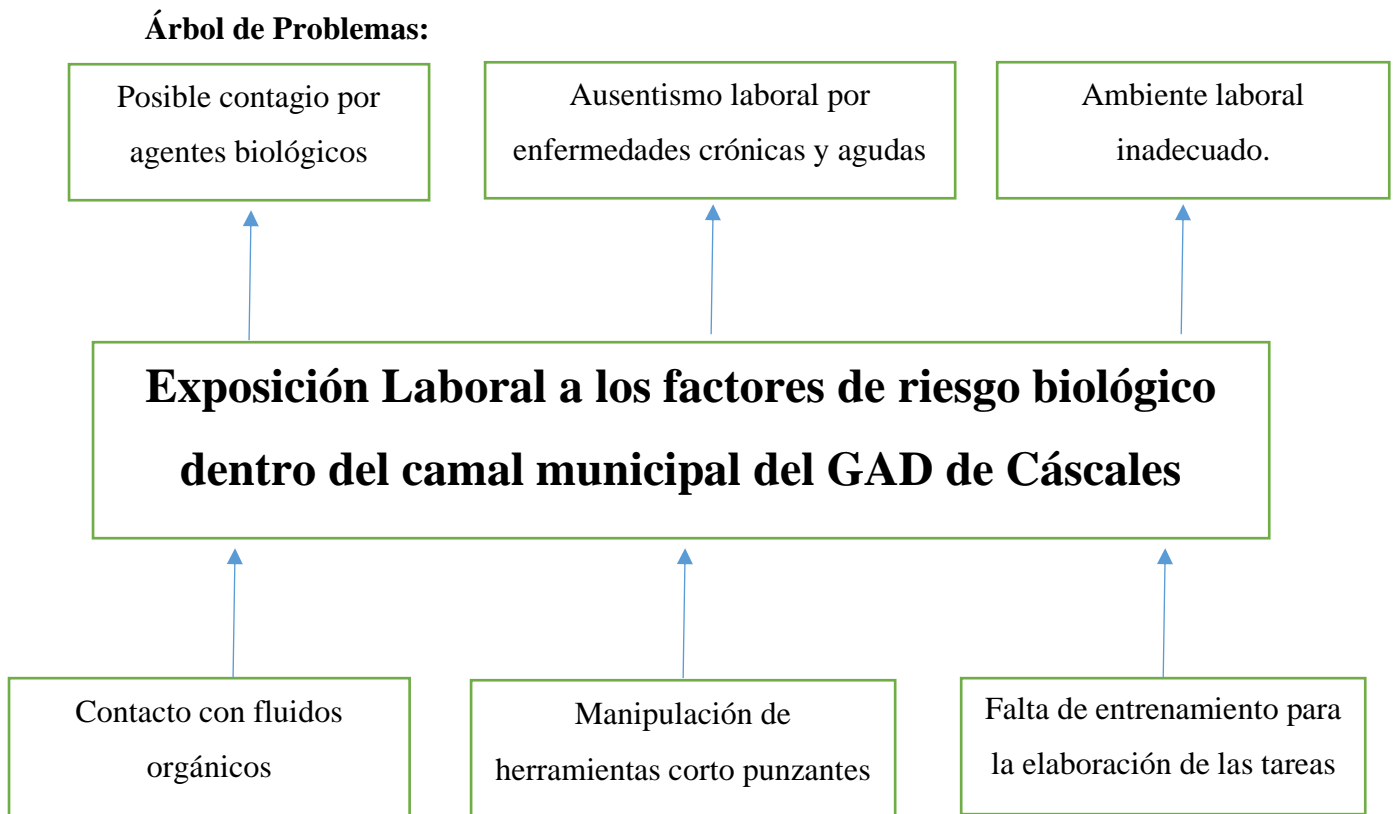 Árbol de Problemas:
Posible contagio por
agentes biológicos
Ausentismo laboral por
enfermedades crónicas y agudas
Ambiente laboral
inadecuado.
Exposición Laboral a los factores de riesgo biológico
dentro del camal municipal del GAD de Cáscales
Contacto con fluidos
orgánicos
Manipulación de
herramientas corto punzantes
Falta de entrenamiento para
la elaboración de las tareas